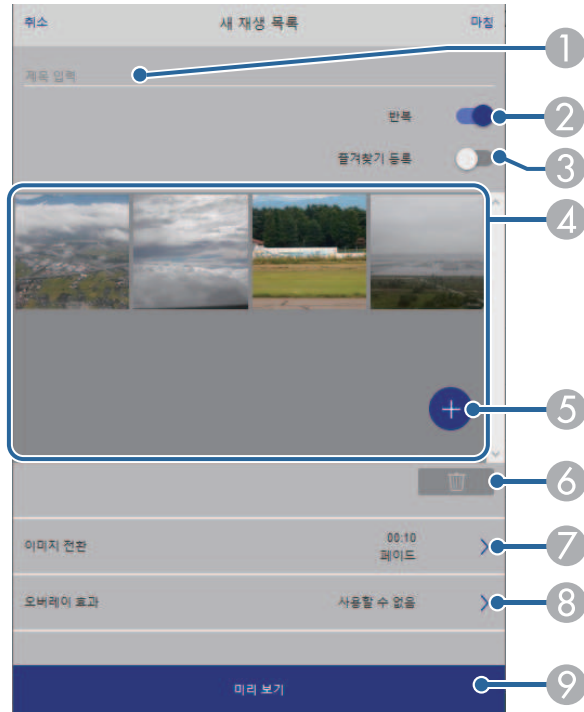 취소 새 재생 목록 마침
1
제목 입력
반복 2
즐겨찾기 등록 3
4
5
6
이미지 전환 00:10 7
페이드
오버레이 효과 사용할 수 없음 8
미리 보기 9